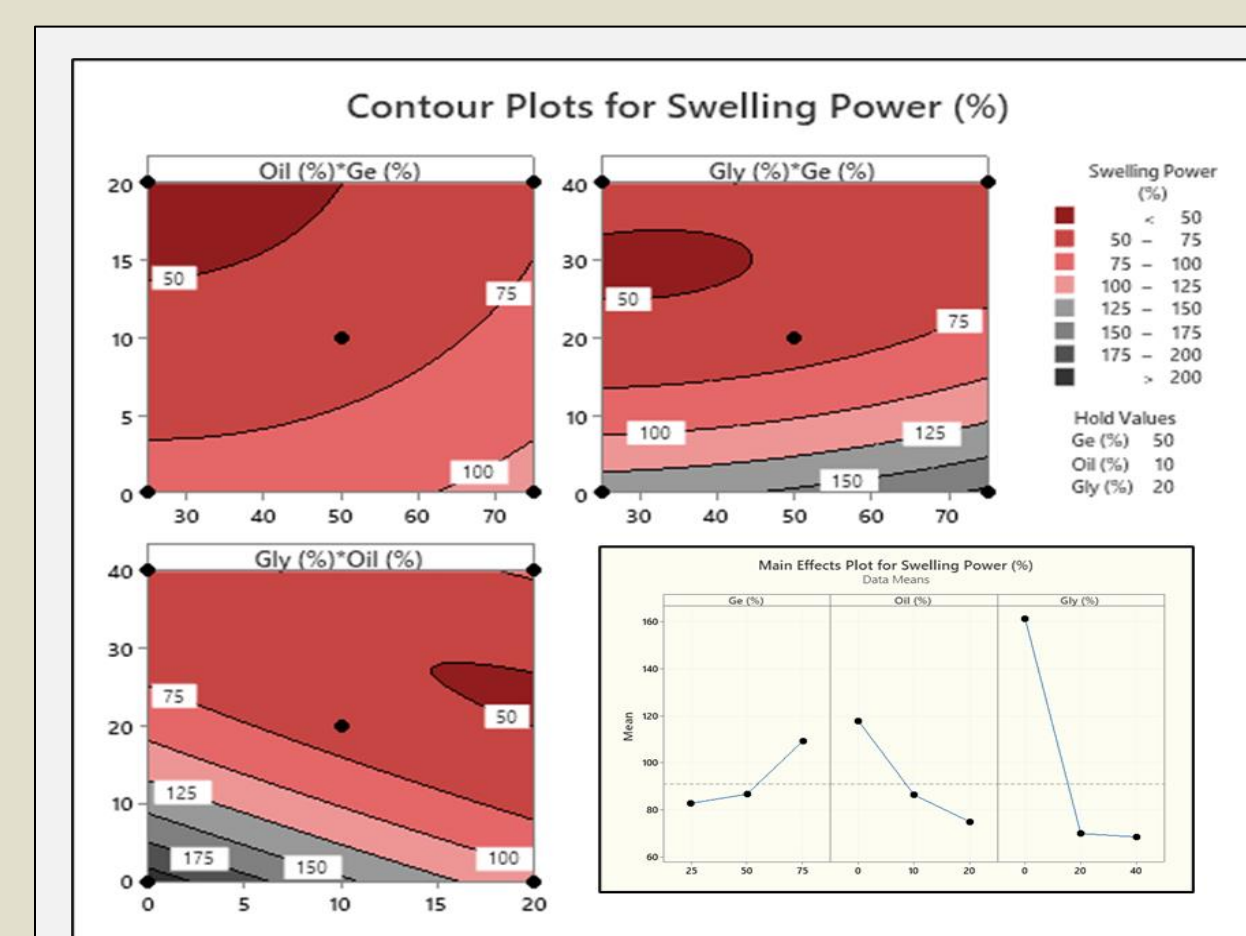 Contour Plots for Swelling Power (%)
Oil (%)*Ge (%)
20
15
10
5
0
50
75
100
30 40 50 60 70
Gly (%)*Ge (%)
40
30
20
10
0
50
75
100
125
150
30 40 50 60 70
Swelling Power
(%)
< 50
50 – 75
75 – 100
100 – 125
125 – 150
150 – 175
175 – 200
> 200
Hold Values
Ge (%) 50
Oil (%) 10
Gly (%) 20
Gly (%)*Oil (%)
40
30
20
10
0
75
50
125
175
150
100
0 5 10 15 20
Main Effects Plot for Swelling Power (%)
Data Means
Ge (%) Oil (%) Gly (%)
Mean
160
140
120
100
80
60
25 50 75 0 10 20 0 20 40